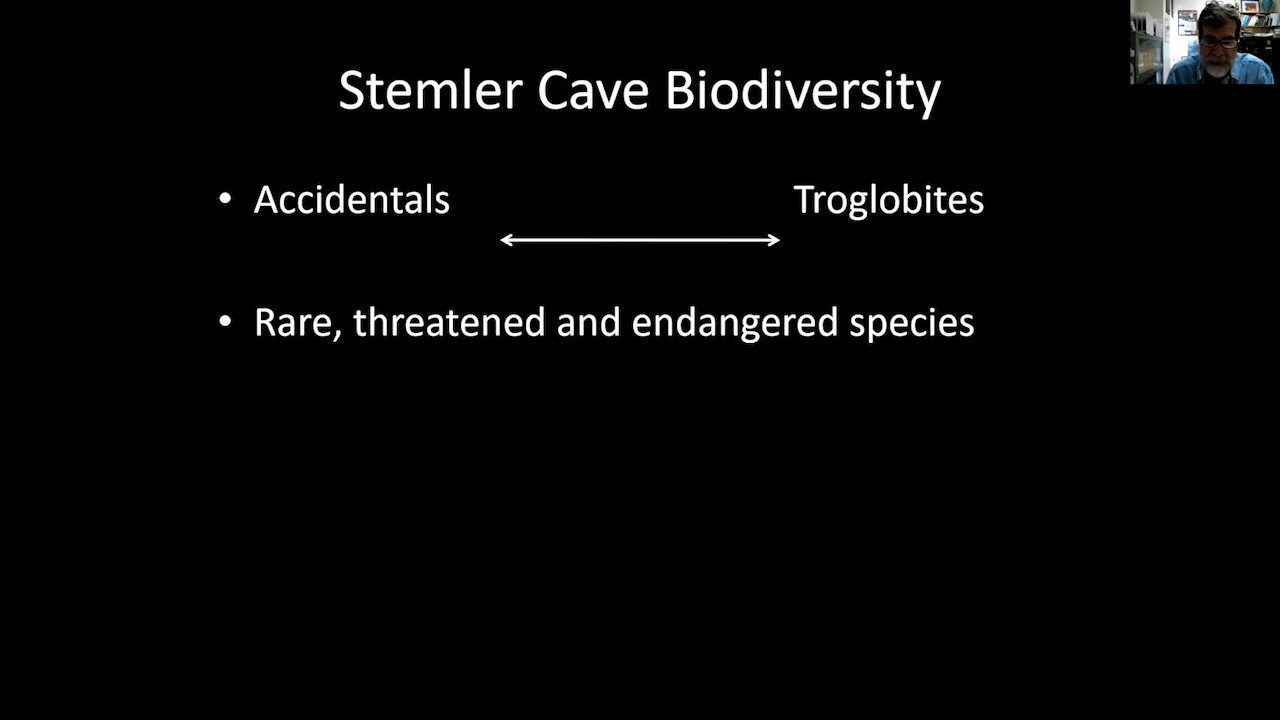 Stemler Cave Biodiversity
• Accidentals Troglobites
• Rare, threatened and endangered species